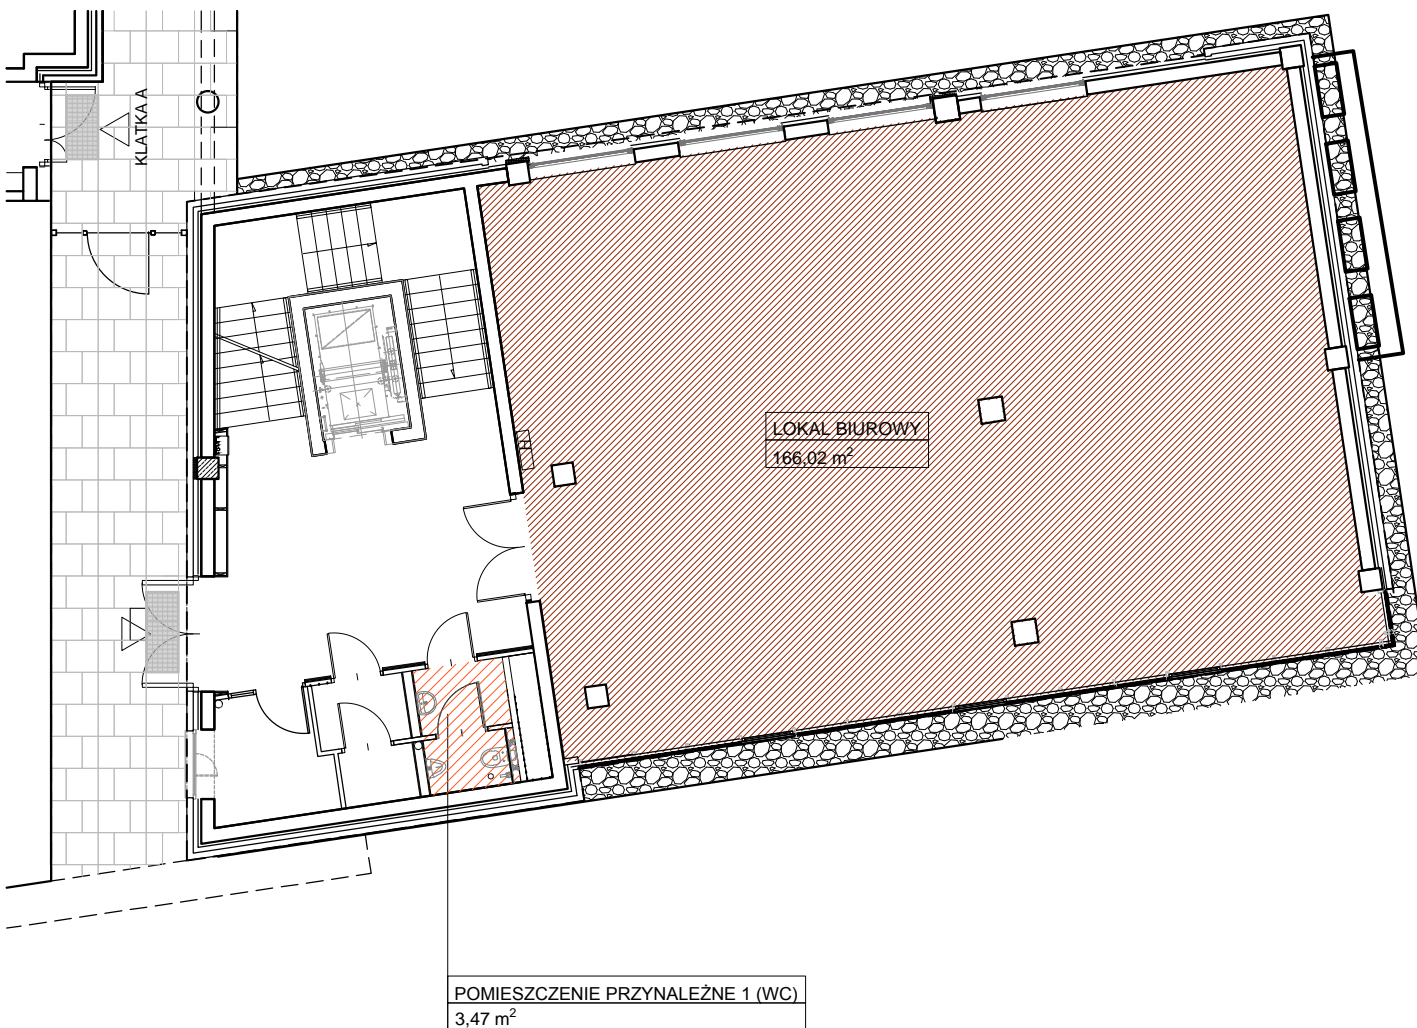 KLATKA A
LOKAL BIUROWY
166,02 m²
POMIESZCZENIE PRZYNALEŻNE 1 (WC)
3,47 m²